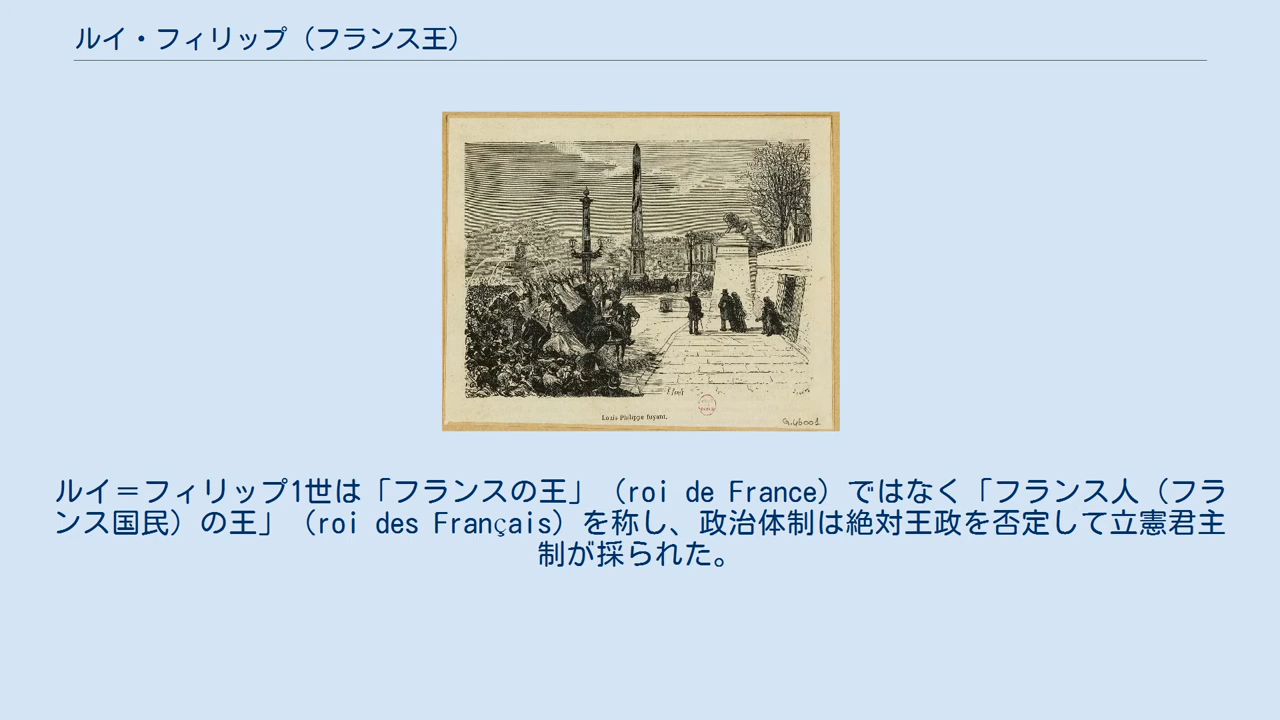 ルイ・フィリップ（フランス王）
Louis Philippe fuyant.
G.46001
ルイ＝フィリップ1世は「フランスの王」（roi de France）ではなく「フランス人（フラ
ンス国民）の王」（roi des Français）を称し、政治体制は絶対王政を否定して立憲君主
制が採られた。